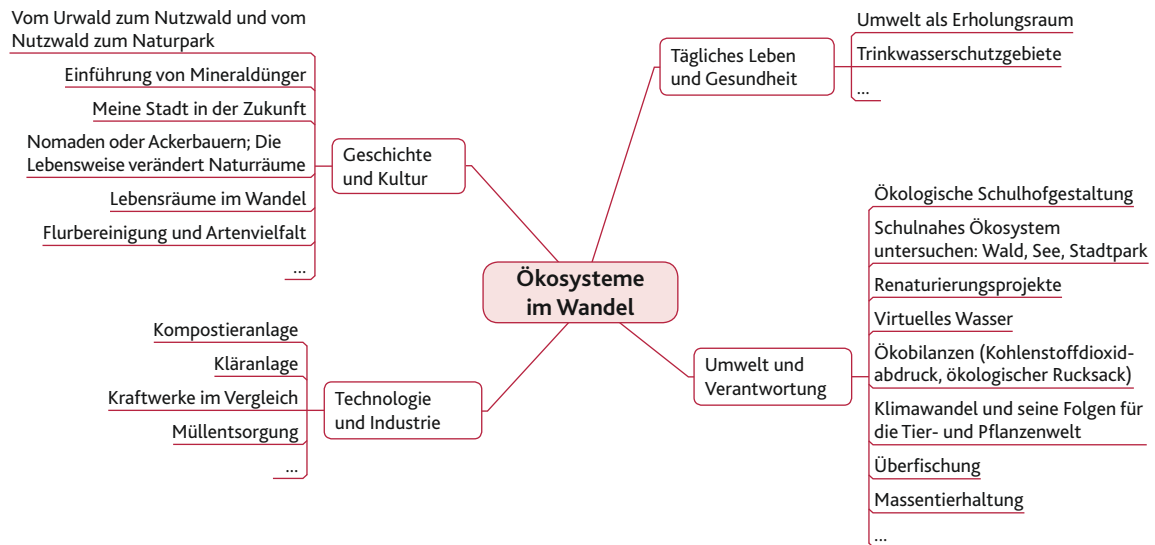 Vom Urwald zum Nutzwald und vom
Nutzwald zum Naturpark
Einführung von Mineraldünger
Meine Stadt in der Zukunft
Nomaden oder Ackerbauern; Die
Lebensweise verändert Naturräume
Lebensräume im Wandel
Flurbereinigung und Artenvielfalt
...
Geschichte
und Kultur
Tägliches Leben
und Gesundheit
Umwelt als Erholungsraum
Trinkwasserschutzgebiete
...
Ökosysteme
im Wandel
Kompostieranlage
Kläranlage
Kraftwerke im Vergleich
Müllentsorgung
...
Technologie
und Industrie
Umwelt und
Verantwortung
Ökologische Schulhofgestaltung
Schulnahes Ökosystem
untersuchen: Wald, See, Stadtpark
Renaturierungsprojekte
Virtuelles Wasser
Ökobilanzen (Kohlenstoffdioxid-
abdruck, ökologischer Rucksack)
Klimawandel und seine Folgen für
die Tier- und Pflanzenwelt
Überfischung
Massentierhaltung
...